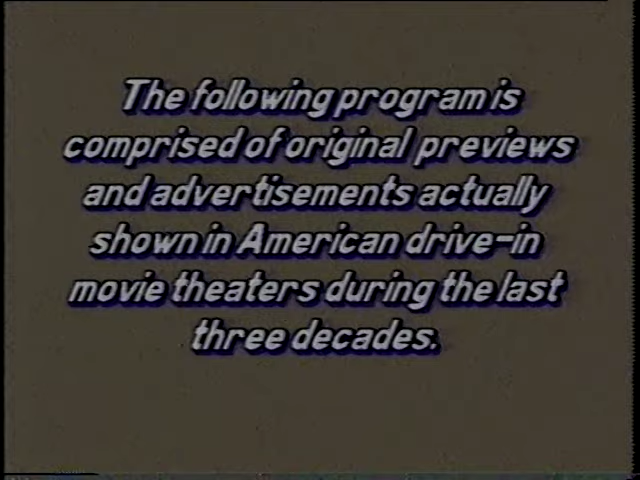 The following program is
comprised of original previews
and advertisements actually
shown in American drive-in
movie theaters during the last
three decades.